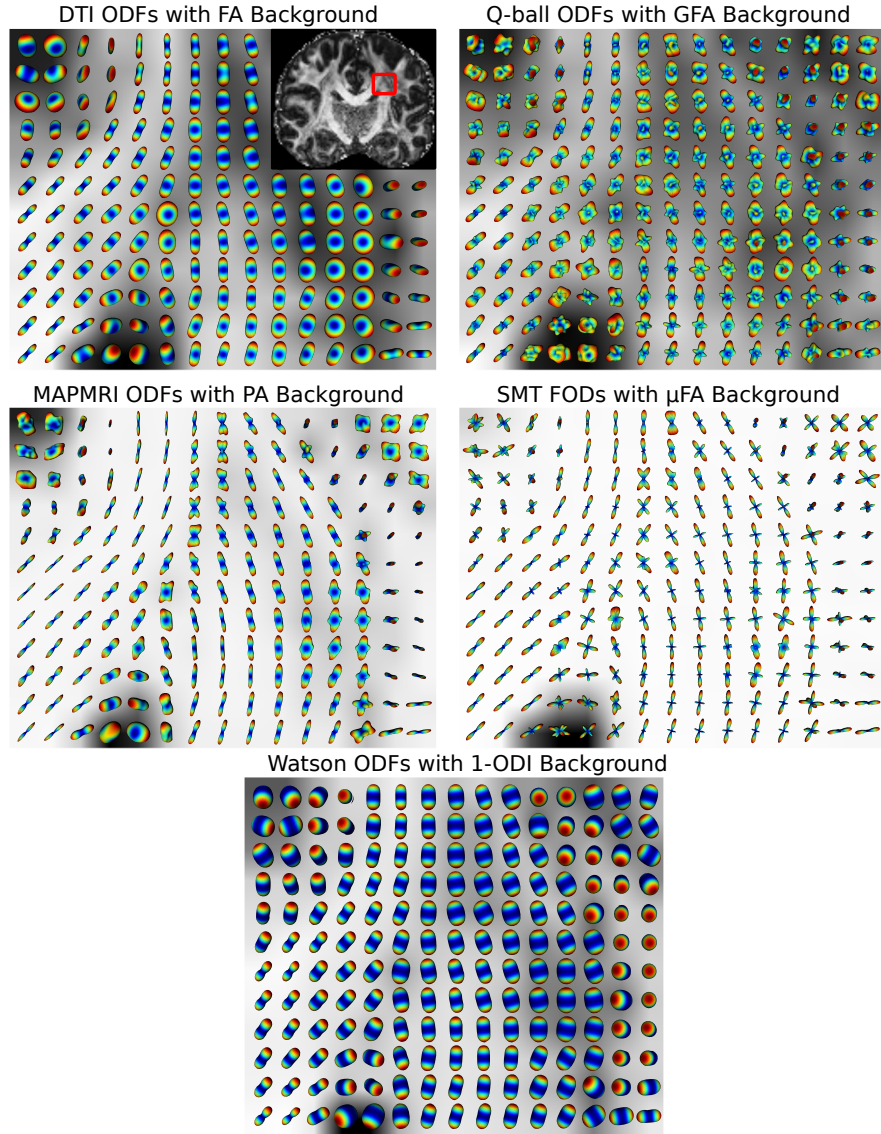 DTI ODFs with FA Background
Q-ball ODFs with GFA Background
MAPMRI ODFs with PA Background
SMT FODs with μFA Background
Watson ODFs with 1-ODI Background